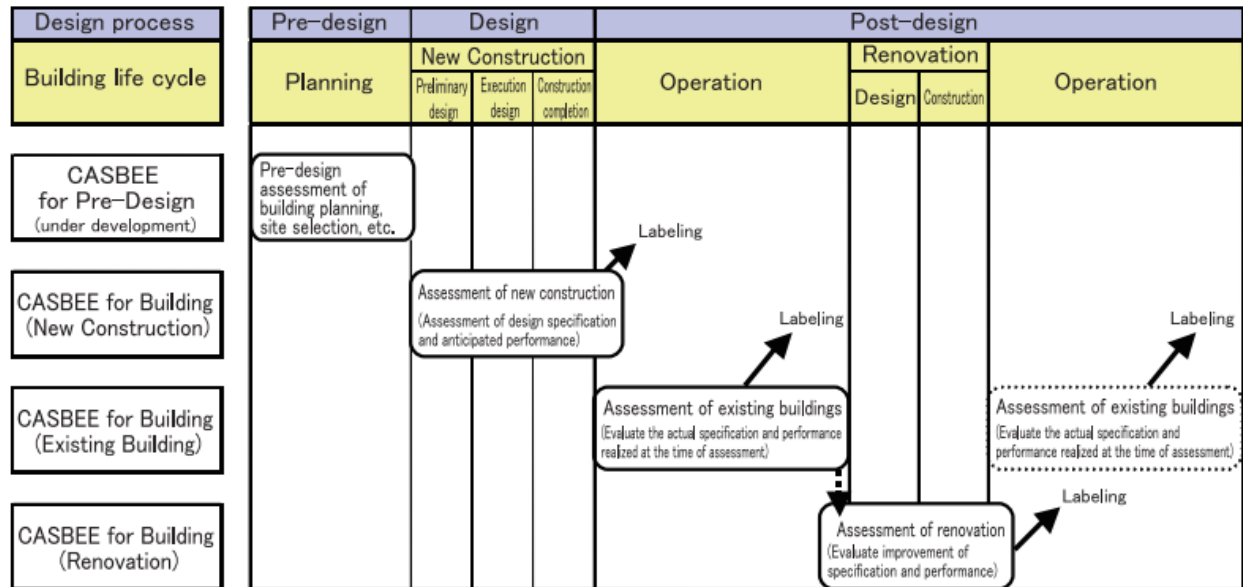 Design process
Pre-design
Design
Post-design
Building life cycle
Planning
New Construction
Preliminary
design
Execution
design
Construction
completion
Operation
Renovation
Design
Construction
Operation
CASBEE
for Pre-Design
(under development)
Pre-design
assessment of
building planning,
site selection, etc.
Labeling
CASBEE for Building
(New Construction)
Assessment of new construction
(Assessment of design specification
and anticipated performance)
Labeling
Labeling
CASBEE for Building
(Existing Building)
Assessment of existing buildings
(Evaluate the actual specification and performance
realized at the time of assessment)
Assessment of existing buildings
(Evaluate the actual specification and
performance realized at the time of assessment)
Labeling
CASBEE for Building
(Renovation)
Assessment of renovation
(Evaluate improvement of
specification and performance)